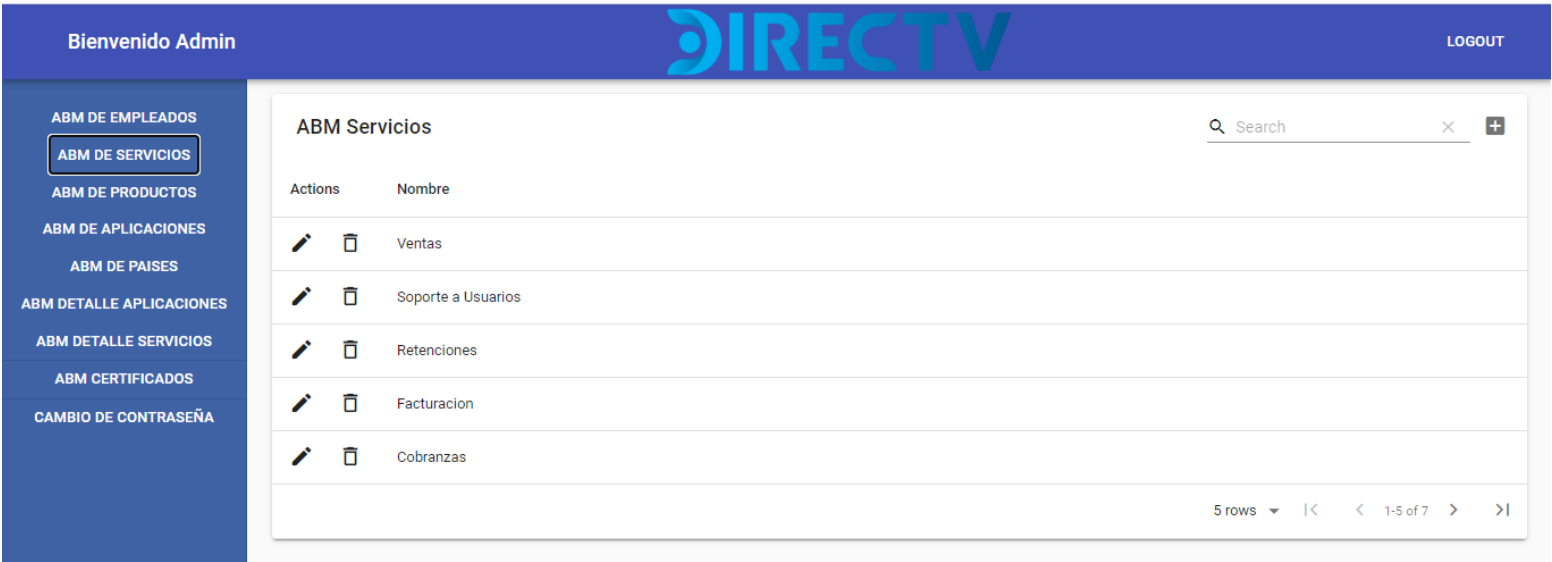 Bienvenido Admin
DIRECTV
LOGOUT
ABM DE EMPLEADOS
ABM DE SERVICIOS
ABM DE PRODUCTOS
ABM DE APLICACIONES
ABM DE PAISES
ABM DETALLE APLICACIONES
ABM DETALLE SERVICIOS
ABM CERTIFICADOS
CAMBIO DE CONTRASEÑA
ABM Servicios
Search
Actions Nombre
Ventas
Soporte a Usuarios
Retenciones
Facturacion
Cobranzas
5 rows 1-5 of 7